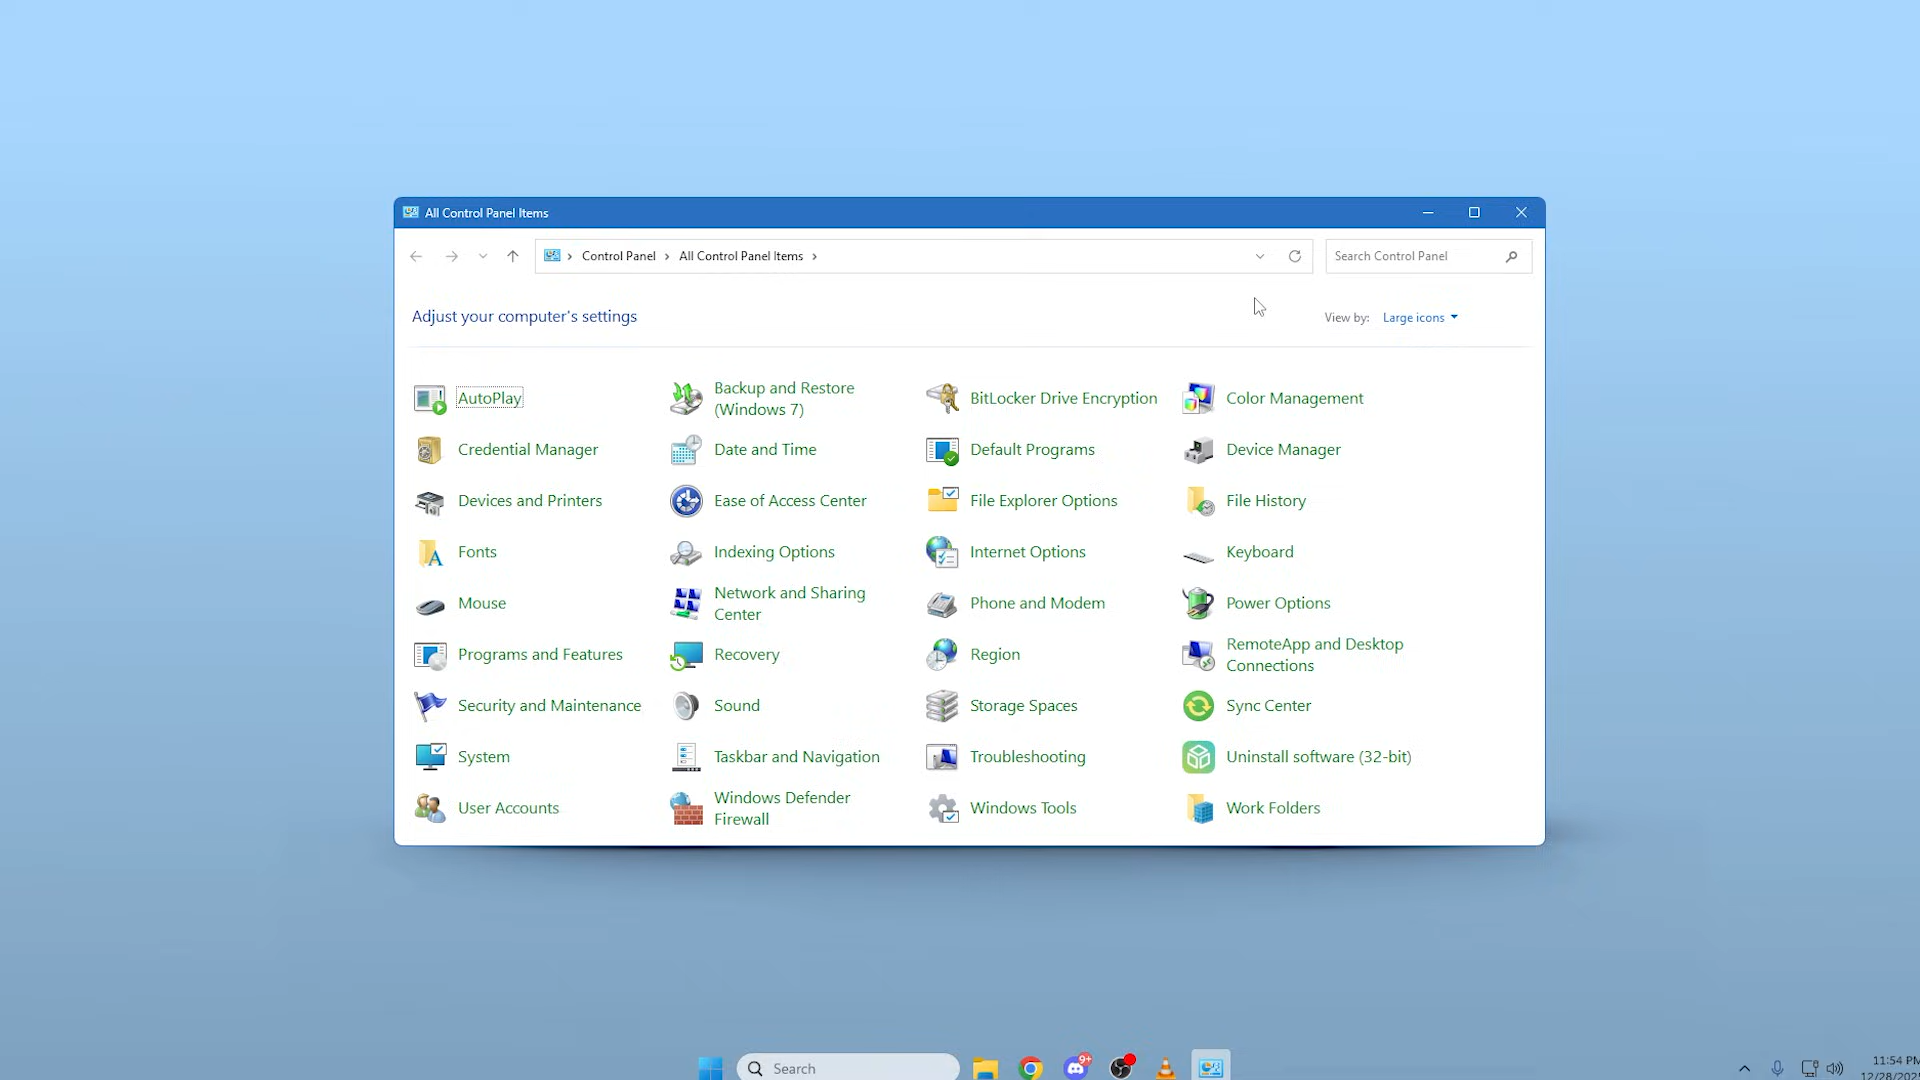 All Control Panel Items
Control Panel All Control Panel Items
Search Control Panel
Adjust your computer's settings
View by: Large icons
AutoPlay
Backup and Restore
(Windows 7)
BitLocker Drive Encryption
Color Management
Credential Manager
Date and Time
Default Programs
Device Manager
Devices and Printers
Ease of Access Center
File Explorer Options
File History
Fonts
Indexing Options
Internet Options
Keyboard
Mouse
Network and Sharing
Center
Phone and Modem
Power Options
Programs and Features
Recovery
Region
RemoteApp and Desktop
Connections
Security and Maintenance
Sound
Storage Spaces
Sync Center
System
Taskbar and Navigation
Troubleshooting
Uninstall software (32-bit)
User Accounts
Windows Defender
Firewall
Windows Tools
Work Folders
Search
9+
11:54 PM